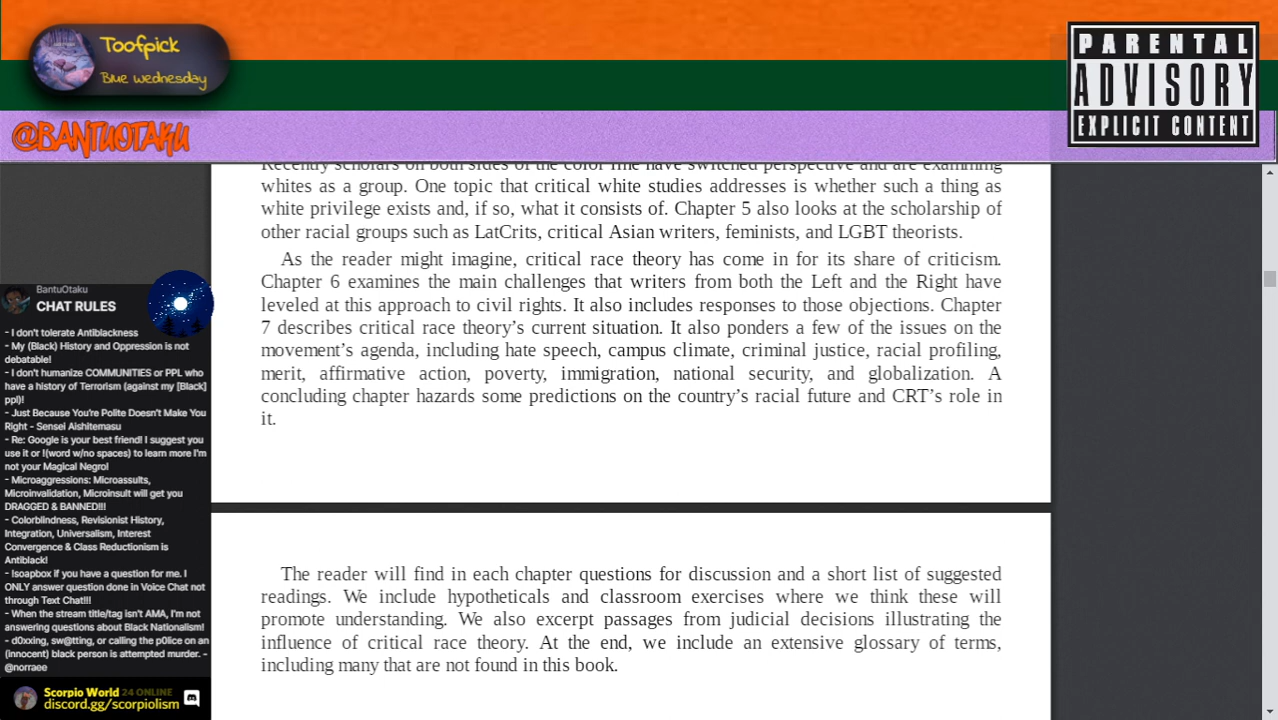 Toofpick
Blue wednesday
PARENTAL
ADVISORY
EXPLICIT CONTENT
@BANTUOTAKU
Recently scholars on both sides of the color line have switched perspective and are examining
whites as a group. One topic that critical white studies addresses is whether such a thing as
white privilege exists and, if so, what it consists of. Chapter 5 also looks at the scholarship of
other racial groups such as LatCrits, critical Asian writers, feminists, and LGBT theorists.
As the reader might imagine, critical race theory has come in for its share of criticism.
Chapter 6 examines the main challenges that writers from both the Left and the Right have
leveled at this approach to civil rights. It also includes responses to those objections. Chapter
7 describes critical race theory’s current situation. It also ponders a few of the issues on the
movement’s agenda, including hate speech, campus climate, criminal justice, racial profiling,
merit, affirmative action, poverty, immigration, national security, and globalization. A
concluding chapter hazards some predictions on the country’s racial future and CRT’s role in
it.
The reader will find in each chapter questions for discussion and a short list of suggested
readings. We include hypotheticals and classroom exercises where we think these will
promote understanding. We also excerpt passages from judicial decisions illustrating the
influence of critical race theory. At the end, we include an extensive glossary of terms,
including many that are not found in this book.
BantuOtaku
CHAT RULES
- I don't tolerate Antiblackness
- My (Black) History and Oppression is not
debatable!
- I don't humanize COMMUNITIES or PPL who
have a history of Terrorism (against my [Black]
ppl)!
- Just Because You're Polite Doesn't Make You
Right - Sensei Aishitemasu
- Re: Google is your best friend! I suggest you
use it or !(word w/no spaces) to learn more I'm
not your Magical Negro!
- Microaggressions: Microassults,
Microinvalidation, Microinsult will get you
DRAGGED & BANNED!!!
- Colorblindness, Revisionist History,
Integration, Universalism, Interest
Convergence & Class Reductionism is
Antiblack!
- !soapbox if you have a question for me. I
ONLY answer question done in Voice Chat not
through Text Chat!!!
- When the stream title/tag isn't AMA, I'm not
answering questions about Black Nationalism!
- d0xxing, sw@tting, or calling the p0lice on an
(innocent) black person is attempted murder. -
@norraee
Scorpio World 24 ONLINE
discord.gg/scorpiolism